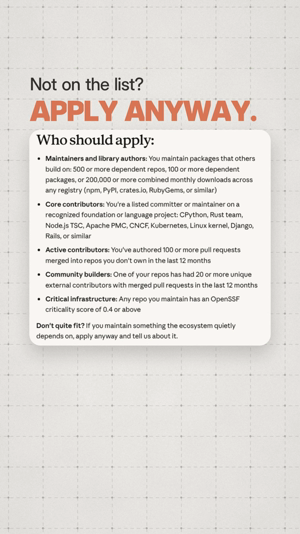 Not on the list?
APPLY ANYWAY.
Who should apply:
• Maintainers and library authors: You maintain packages that others
build on: 500 or more dependent repos, 100 or more dependent
packages, or 200,000 or more combined monthly downloads across
any registry (npm, PyPI, crates.io, RubyGems, or similar)
• Core contributors: You're a listed committer or maintainer on a
recognized foundation or language project: CPython, Rust team,
Node.js TSC, Apache PMC, CNCF, Kubernetes, Linux kernel, Django,
Rails, or similar
• Active contributors: You've authored 100 or more pull requests
merged into repos you don't own in the last 12 months
• Community builders: One of your repos has had 20 or more unique
external contributors with merged pull requests in the last 12 months
• Critical infrastructure: Any repo you maintain has an OpenSSF
criticality score of 0.4 or above
Don't quite fit? If you maintain something the ecosystem quietly
depends on, apply anyway and tell us about it.